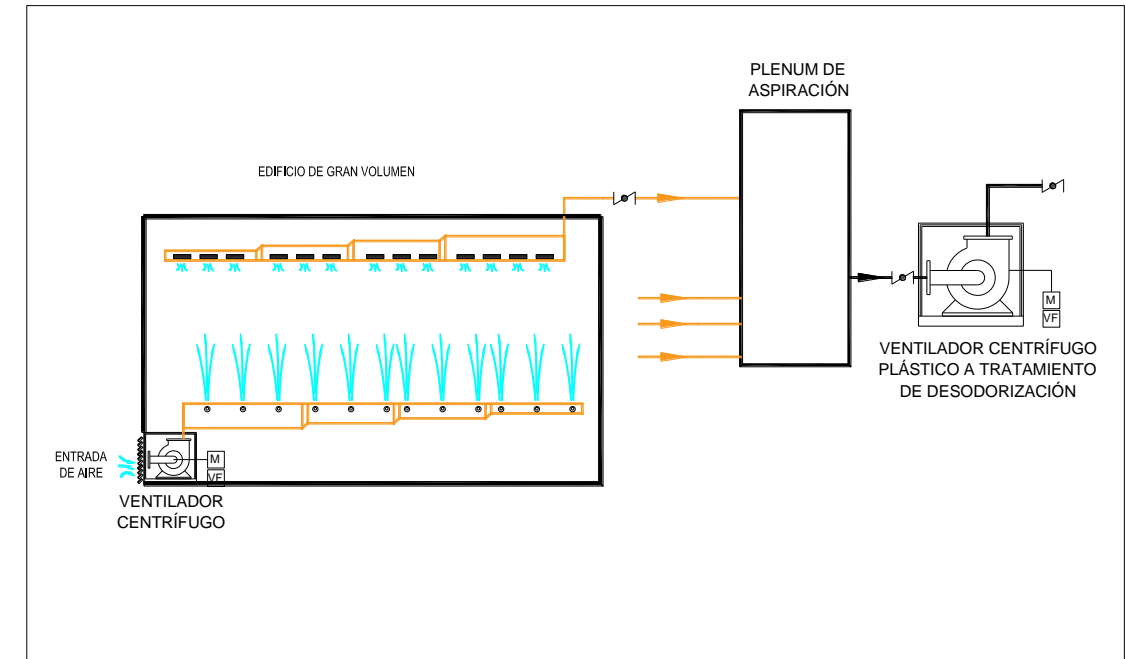 PLENUM DE
ASPIRACIÓN
EDIFICIO DE GRAN VOLUMEN
M
VF
VENTILADOR CENTRÍFUGO
PLÁSTICO A TRATAMIENTO
DE DESODORIZACIÓN
ENTRADA
DE AIRE
M
VF
VENTILADOR
CENTRÍFUGO